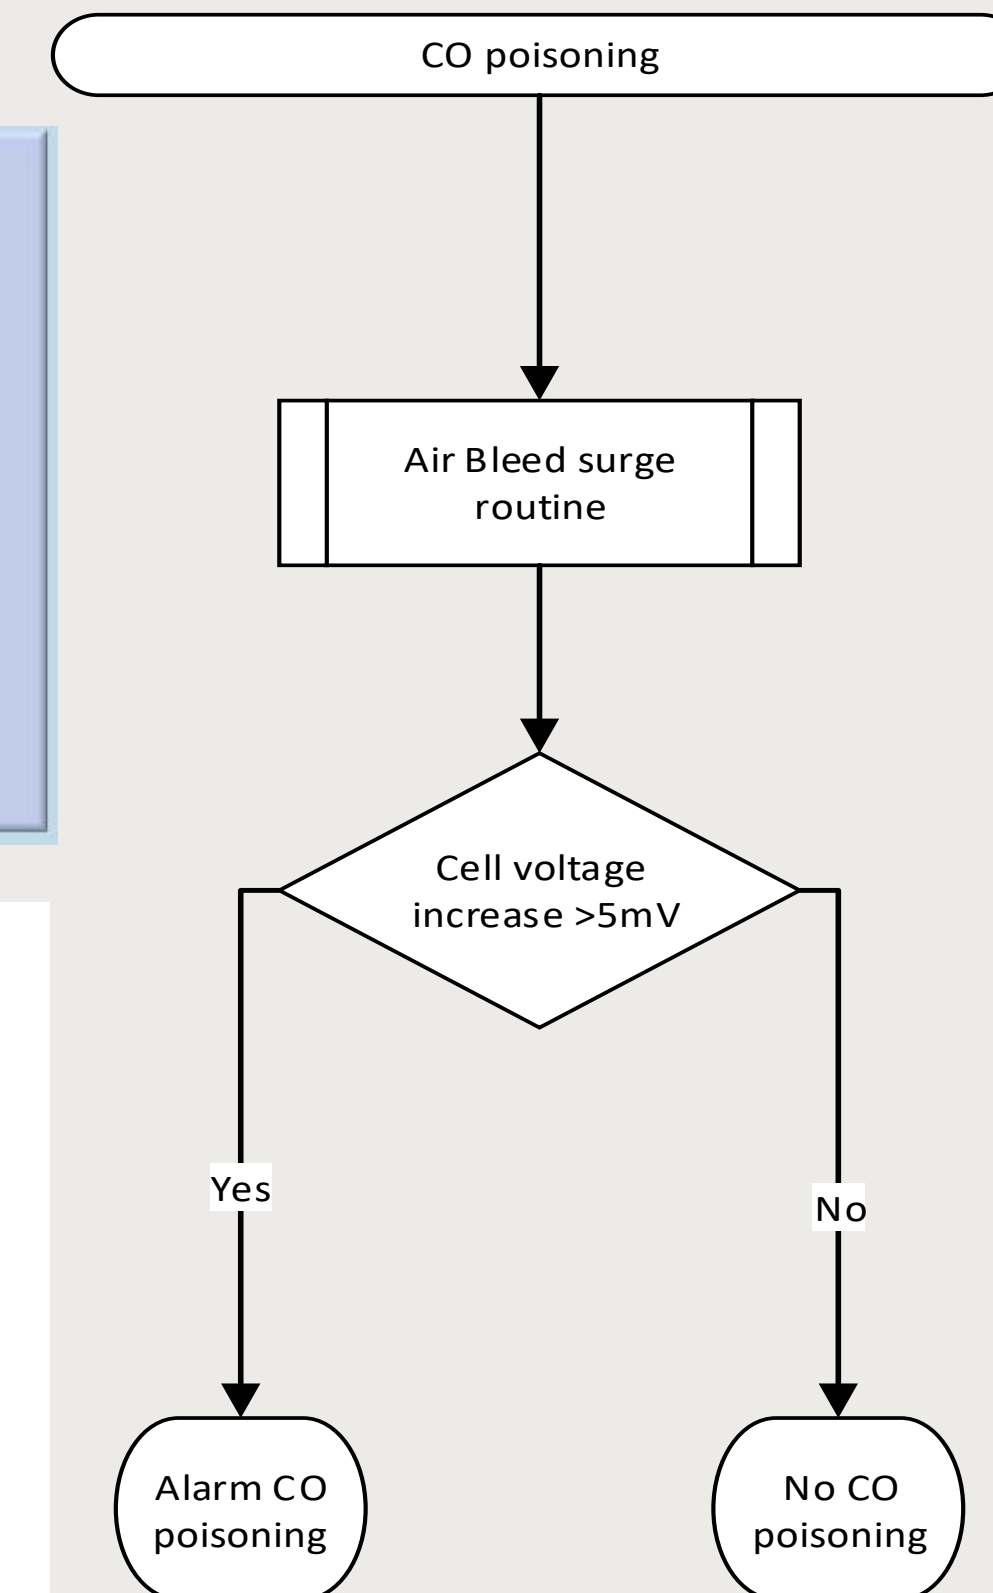 CO poisoning
Air Bleed surge
routine
Cell voltage
increase >5mV
Yes
No
Alarm CO
poisoning
No CO
poisoning